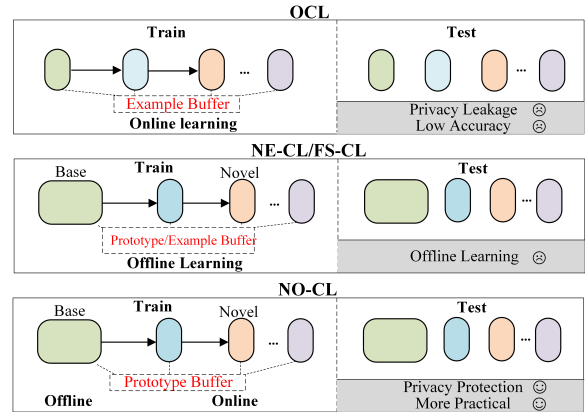 OCL
Train
Test
...
...
Example Buffer
Online learning
Privacy Leakage ☹
Low Accuracy ☹
NE-CL/FS-CL
Base
Train
Novel
Test
...
...
Prototype/Example Buffer
Offline Learning
Offline Learning ☹
NO-CL
Base
Train
Novel
Test
...
...
Prototype Buffer
Offline
Online
Privacy Protection ☺
More Practical ☺